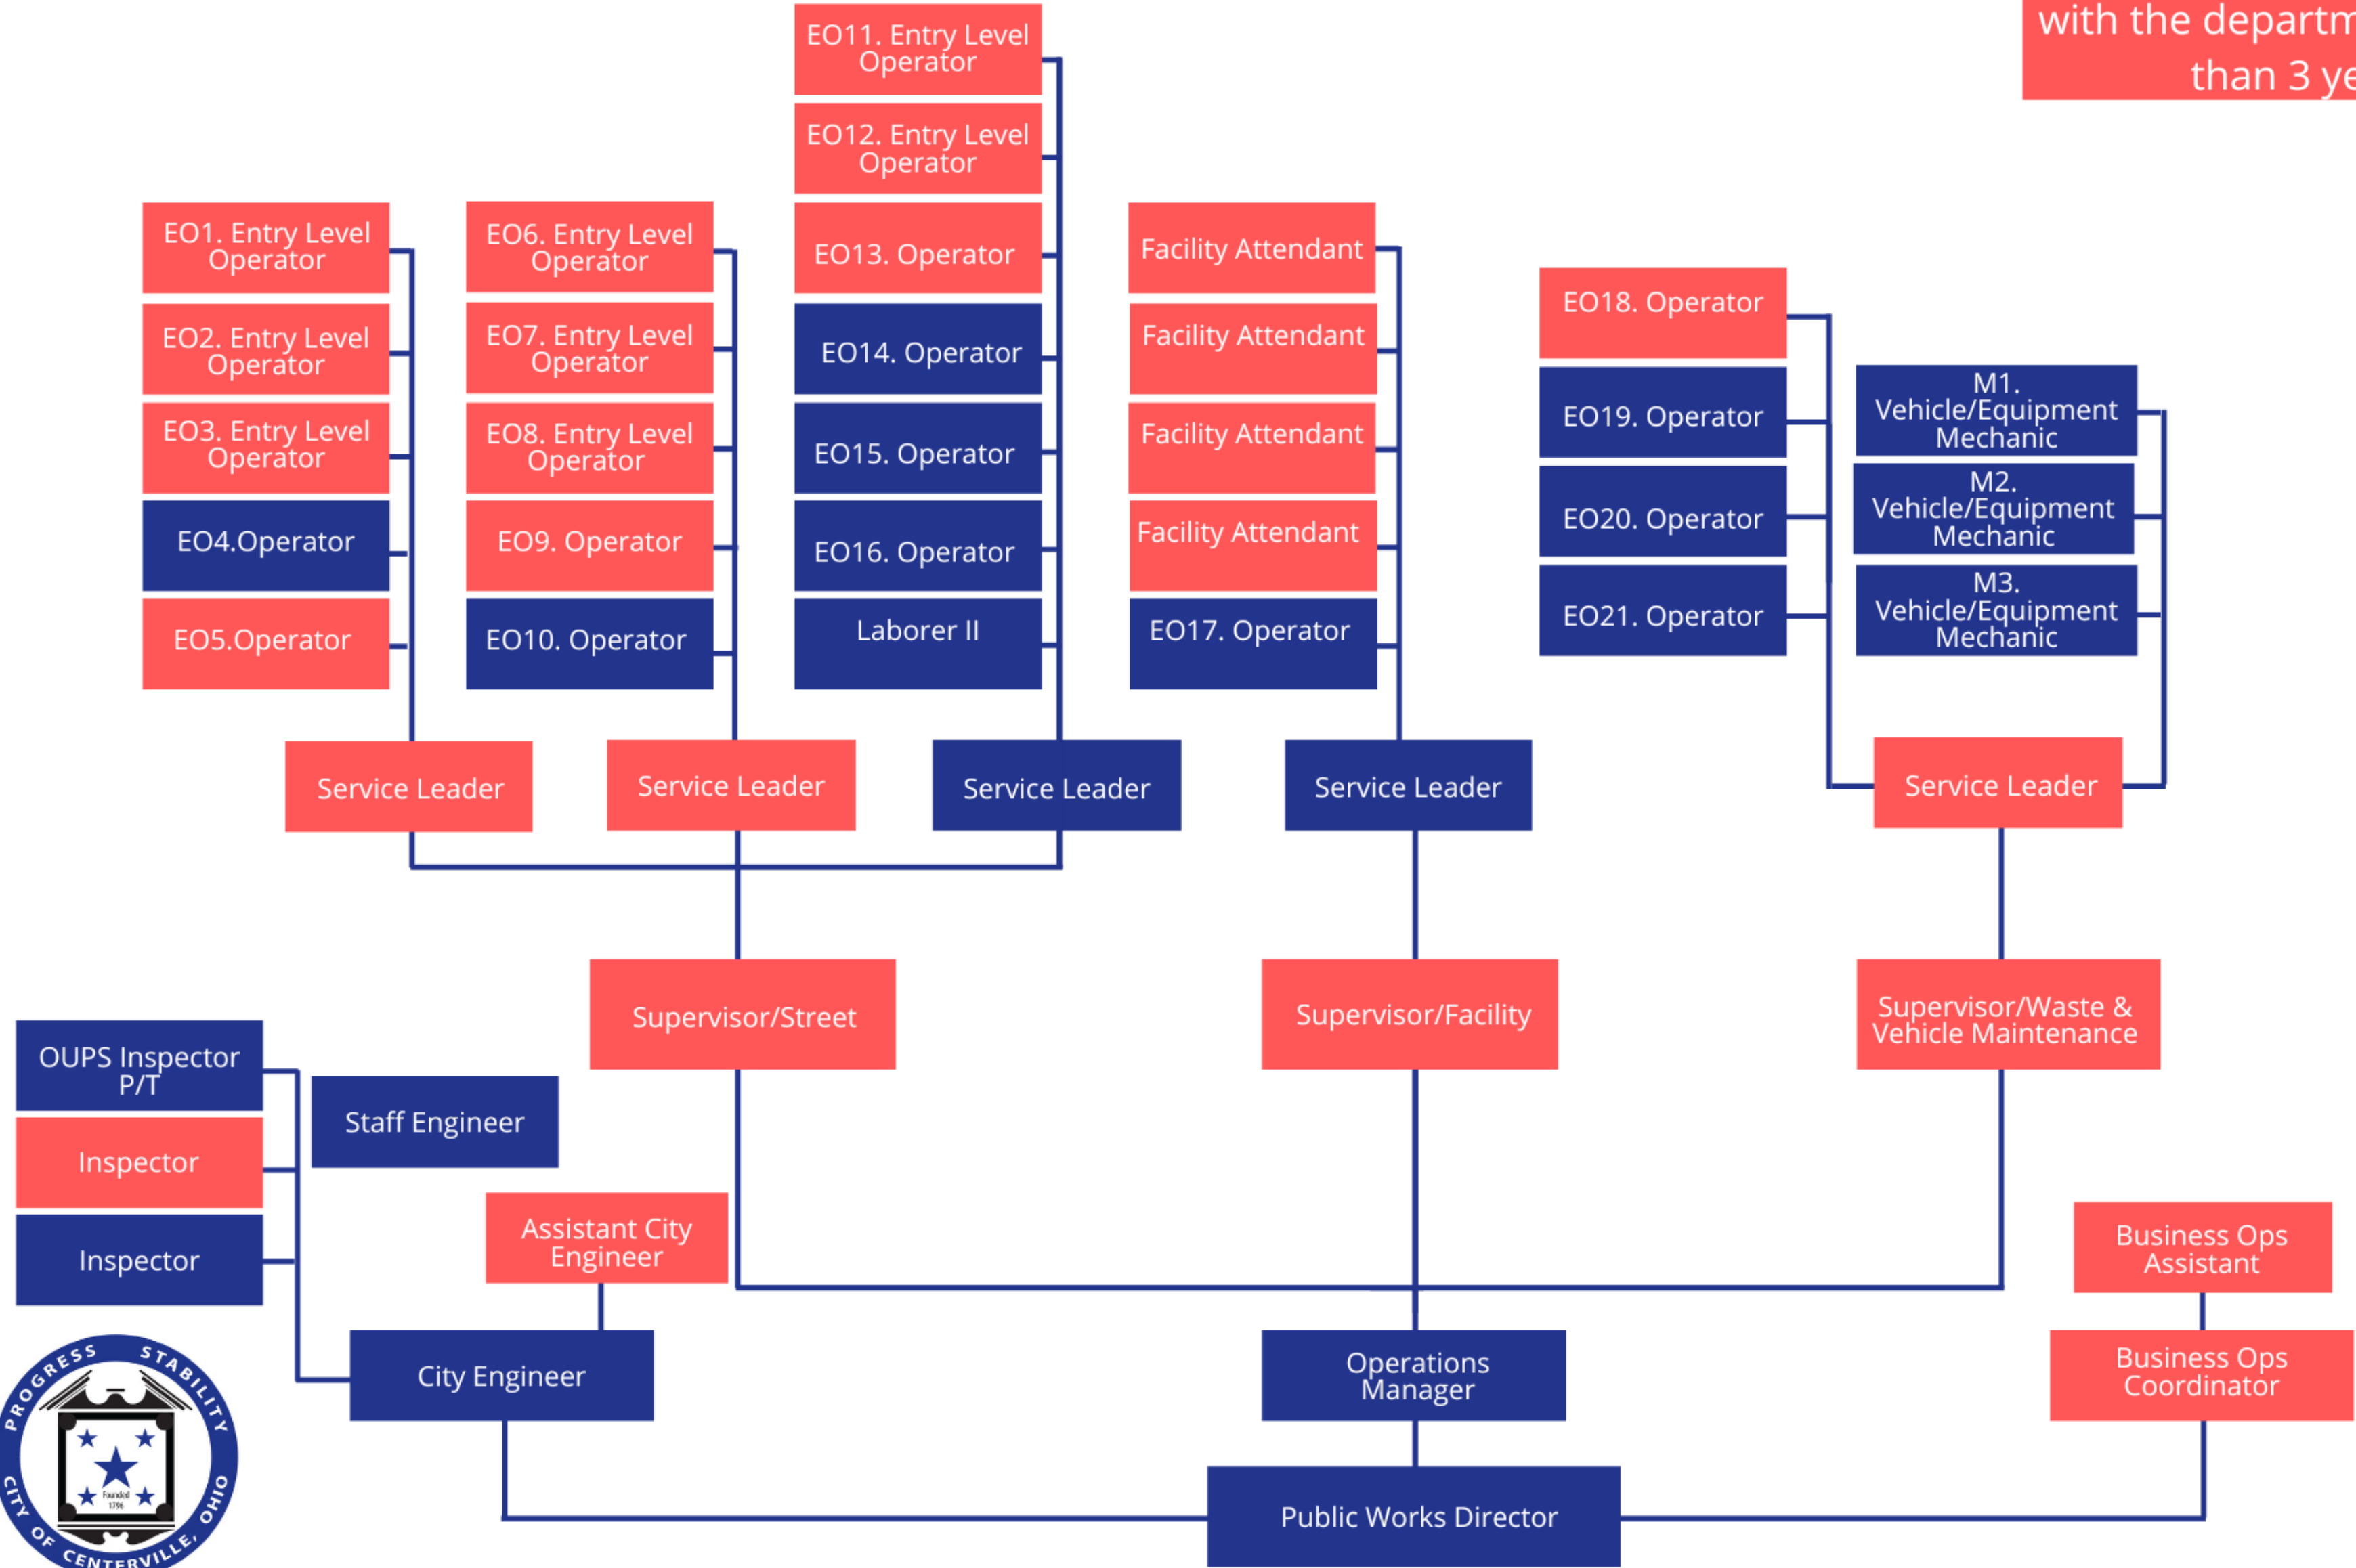 with the departm
than 3 ye
EO11. Entry Level
Operator
EO12. Entry Level
Operator
EO13. Operator
EO14. Operator
EO15. Operator
EO16. Operator
Laborer II
EO1. Entry Level
Operator
EO2. Entry Level
Operator
EO3. Entry Level
Operator
EO4.Operator
EO5.Operator
EO6. Entry Level
Operator
EO7. Entry Level
Operator
EO8. Entry Level
Operator
EO9. Operator
EO10. Operator
Facility Attendant
Facility Attendant
Facility Attendant
Facility Attendant
EO17. Operator
EO18. Operator
EO19. Operator
EO20. Operator
EO21. Operator
M1.
Vehicle/Equipment
Mechanic
M2.
Vehicle/Equipment
Mechanic
M3.
Vehicle/Equipment
Mechanic
Service Leader
Service Leader
Service Leader
Service Leader
Service Leader
Supervisor/Street
Supervisor/Facility
Supervisor/Waste &
Vehicle Maintenance
OUPS Inspector
P/T
Inspector
Inspector
Staff Engineer
Assistant City
Engineer
Business Ops
Assistant
City Engineer
Operations
Manager
Business Ops
Coordinator
Public Works Director
PROGRESS STABILITY
CITY OF CENTERVILLE, OHIO
Founded
1796